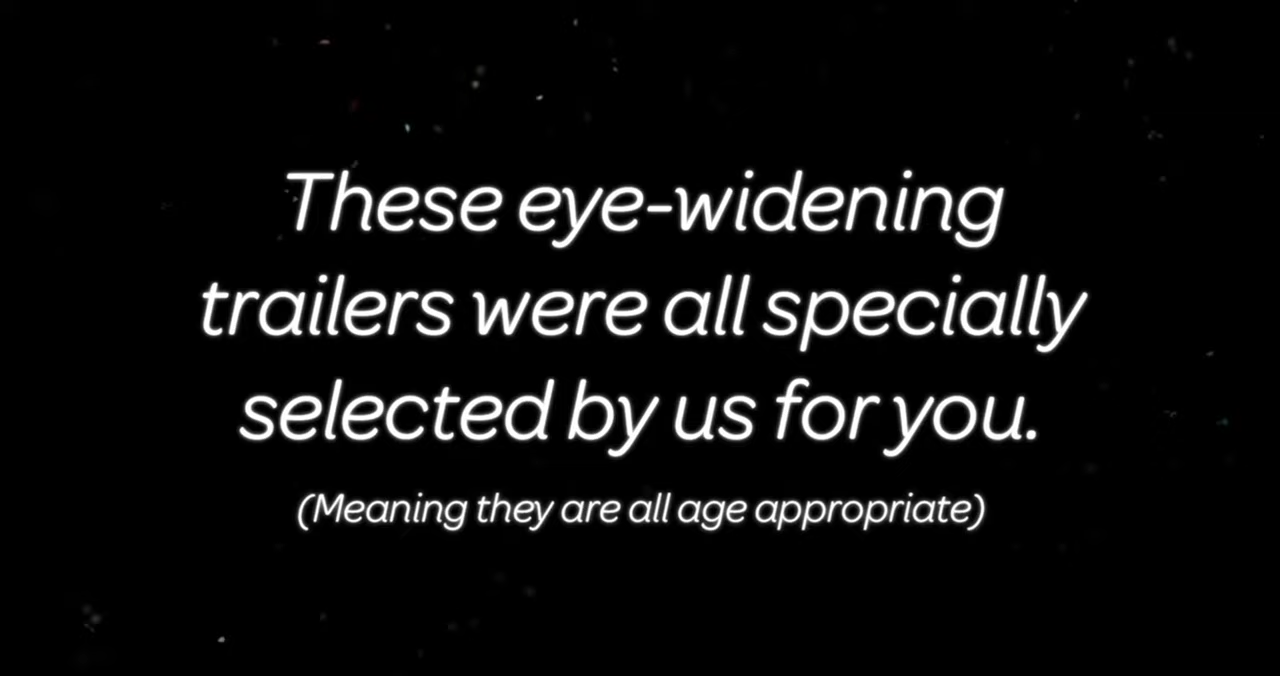 These eye-widening
trailers were all specially
selected by us for you.
(Meaning they are all age appropriate)